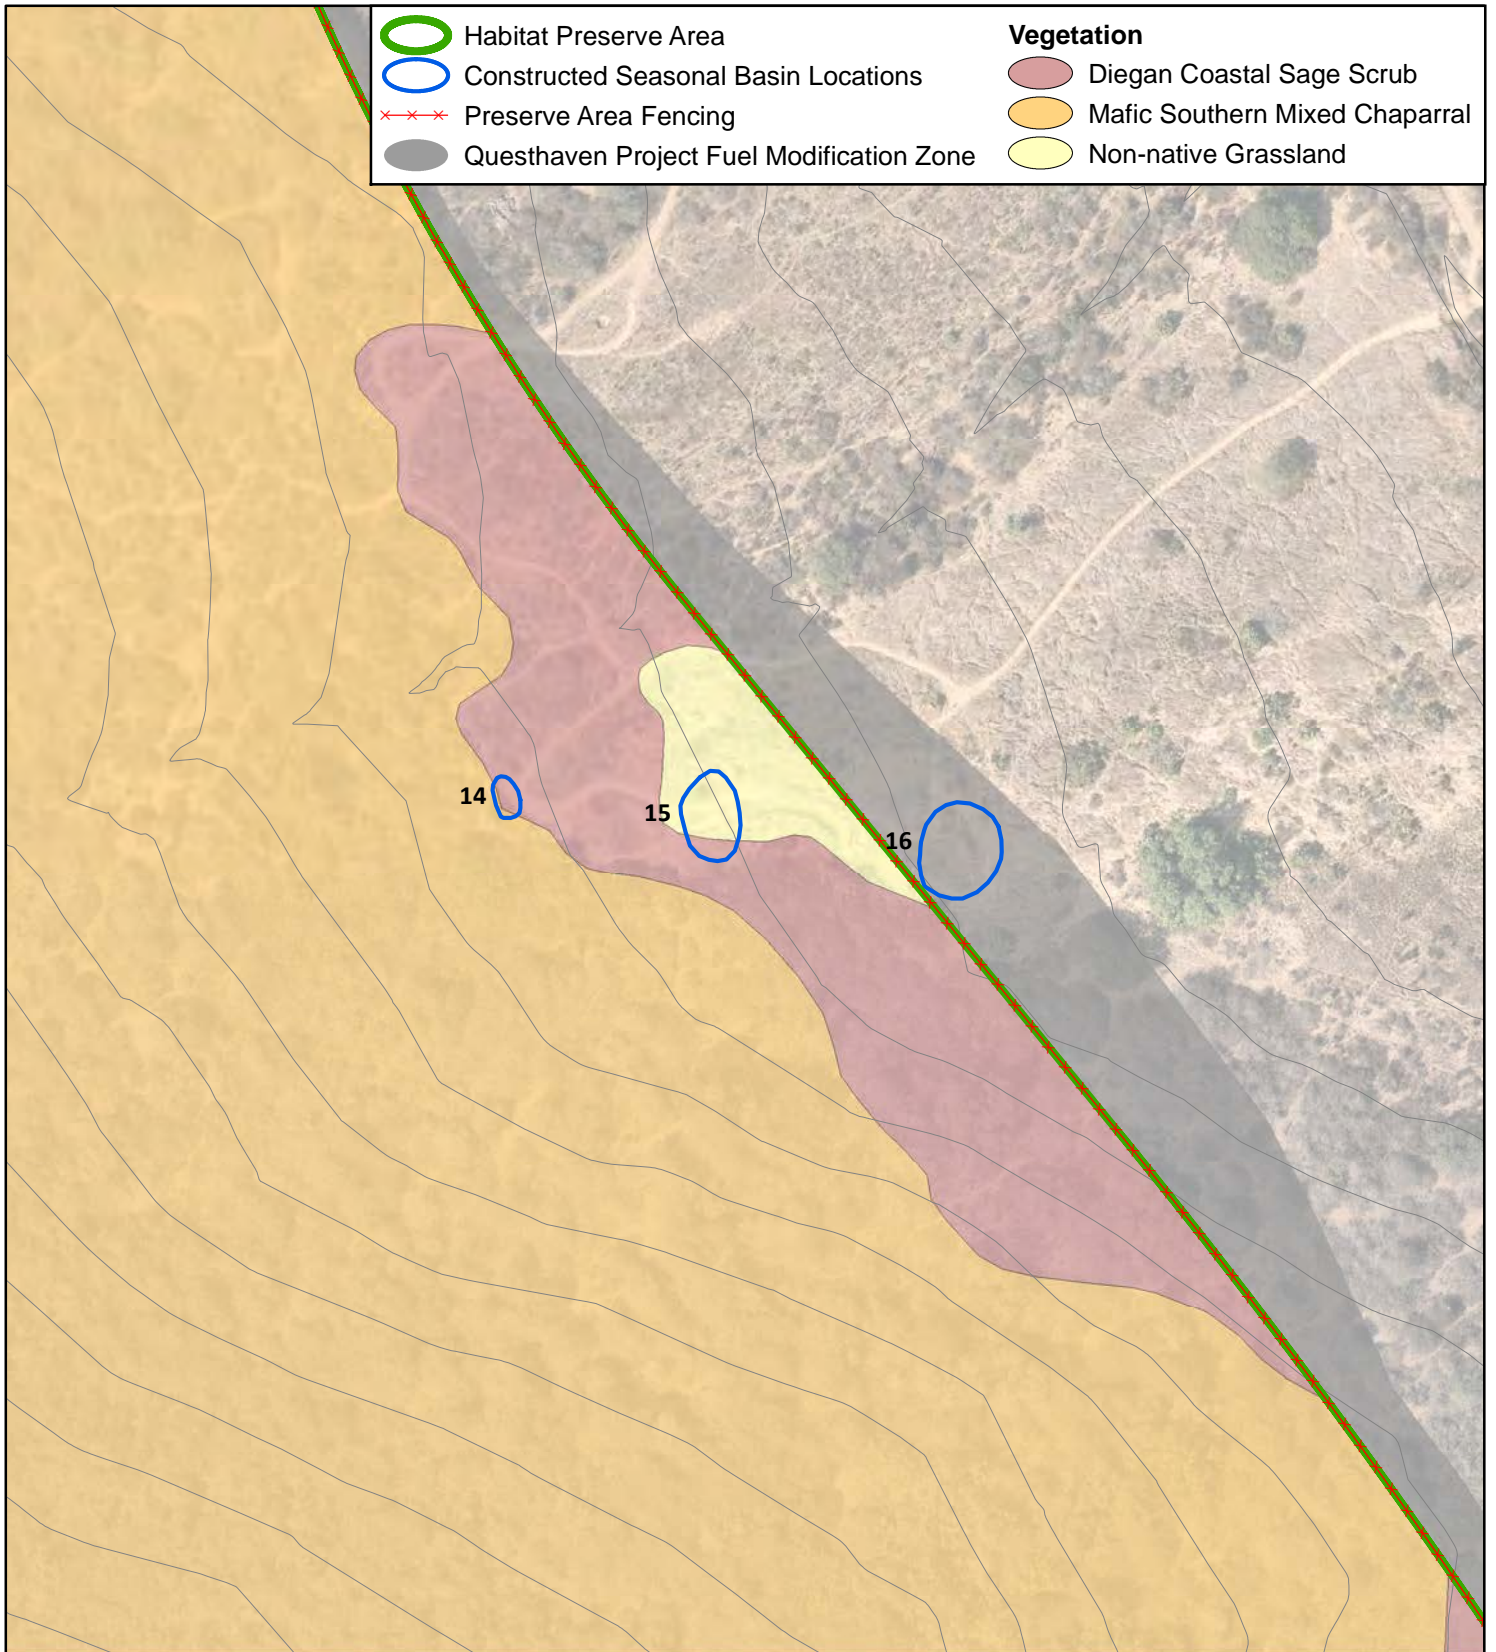 Habitat Preserve Area
Constructed Seasonal Basin Locations
Preserve Area Fencing
Questhaven Project Fuel Modification Zone
Vegetation
Diegan Coastal Sage Scrub
Mafic Southern Mixed Chaparral
Non-native Grassland
14
15
16